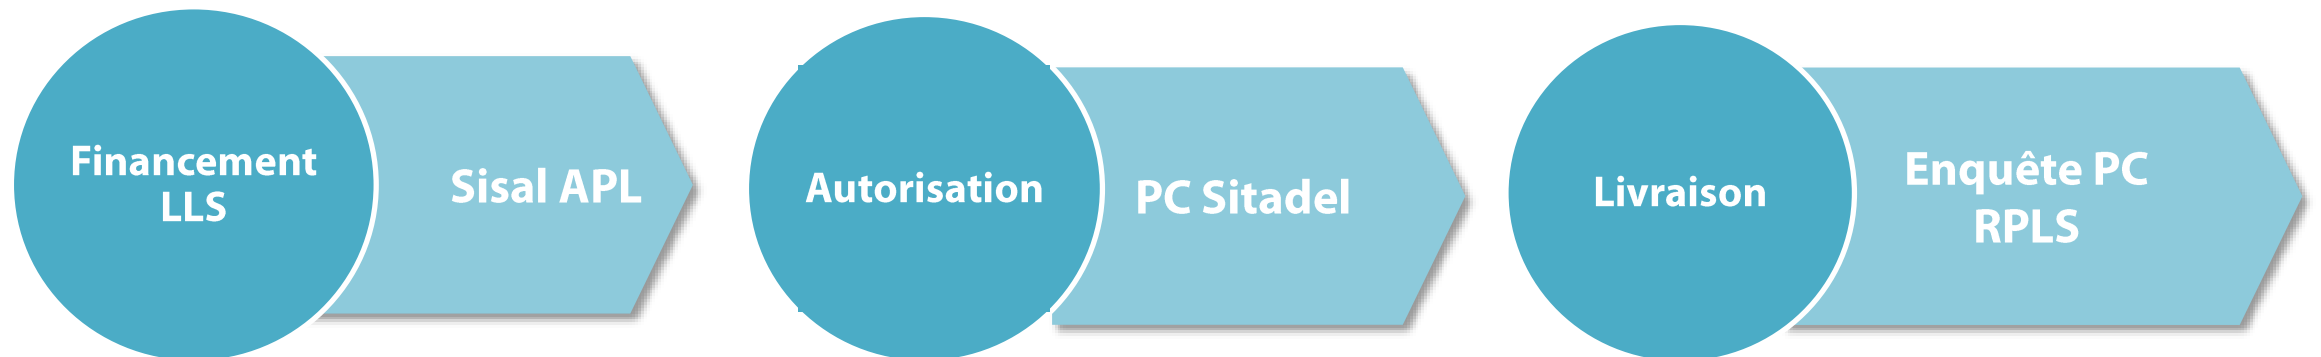 Financement
LLS
Sisal APL
Autorisation
PC Sitadel
Livraison
Enquête PC
RPLS